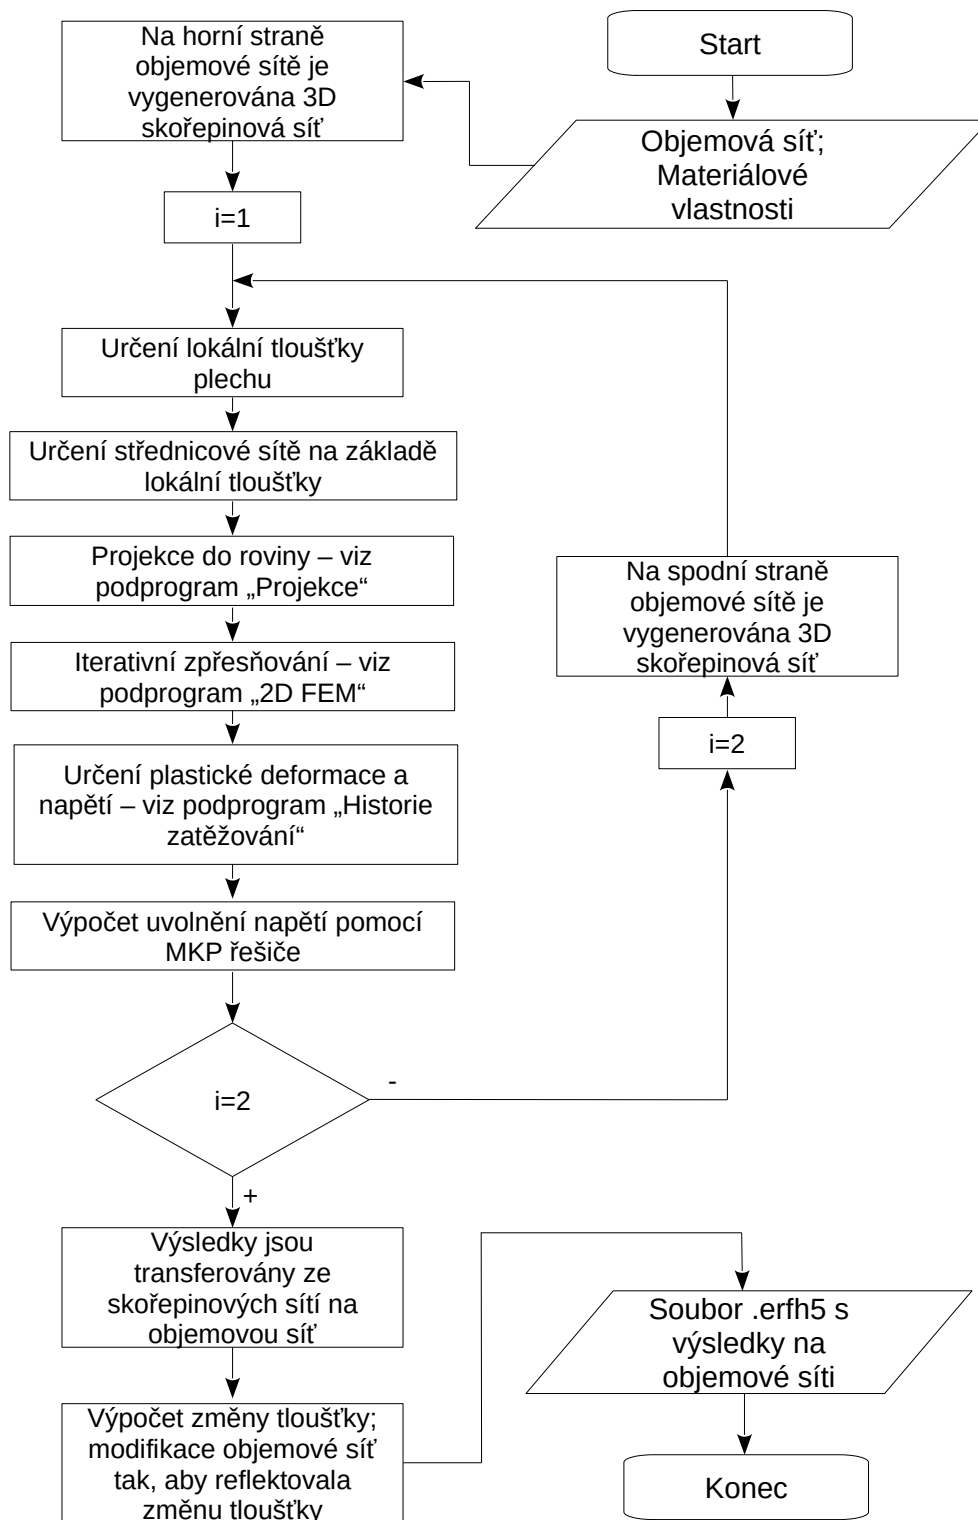 Start
Objemová síť;
Materiálové
vlastnosti
Na horní straně
objemové sítě je
vygenerována 3D
skořepinová síť
i=1
Určení lokální tloušťky
plechu
Určení střednicové sítě na základě
lokální tloušťky
Projekce do roviny – viz
podprogram „Projekce“
Iterativní zpřesňování – viz
podprogram „2D FEM“
Určení plastické deformace a
napětí – viz podprogram „Historie
zatěžování“
Výpočet uvolnění napětí pomocí
MKP řešiče
i=2
-
i=2
Na spodní straně
objemové sítě je
vygenerována 3D
skořepinová síť
+
Výsledky jsou
transferovány ze
skořepinových sítí na
objemovou síť
Výpočet změny tloušťky;
modifikace objemové síť
tak, aby reflektovala
změnu tloušťky
Soubor .erfh5 s
výsledky na
objemové síti
Konec